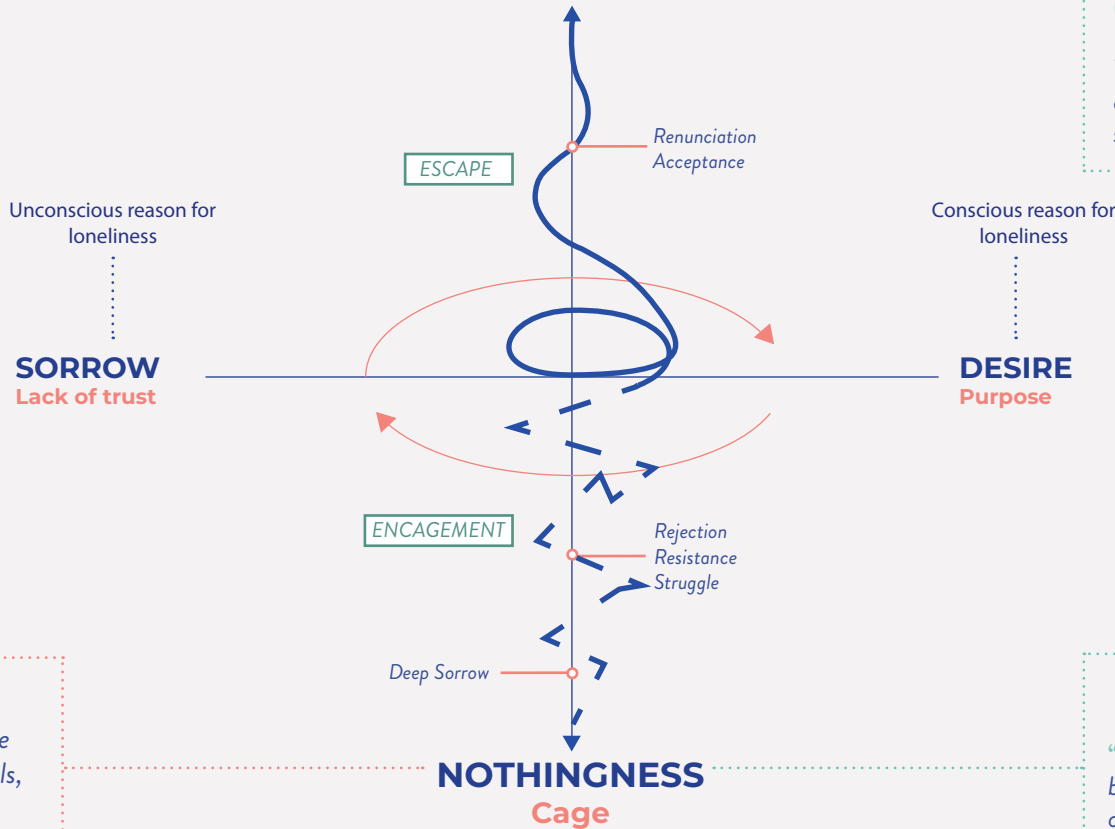 Renunciation
Acceptance
ESCAPE
Unconscious reason for
loneliness
Conscious reason for
loneliness
SORROW
Lack of trust
DESIRE
Purpose
ENCAGEMENT
Rejection
Resistance
Struggle
Deep Sorrow
NOTHINGNESS
Cage